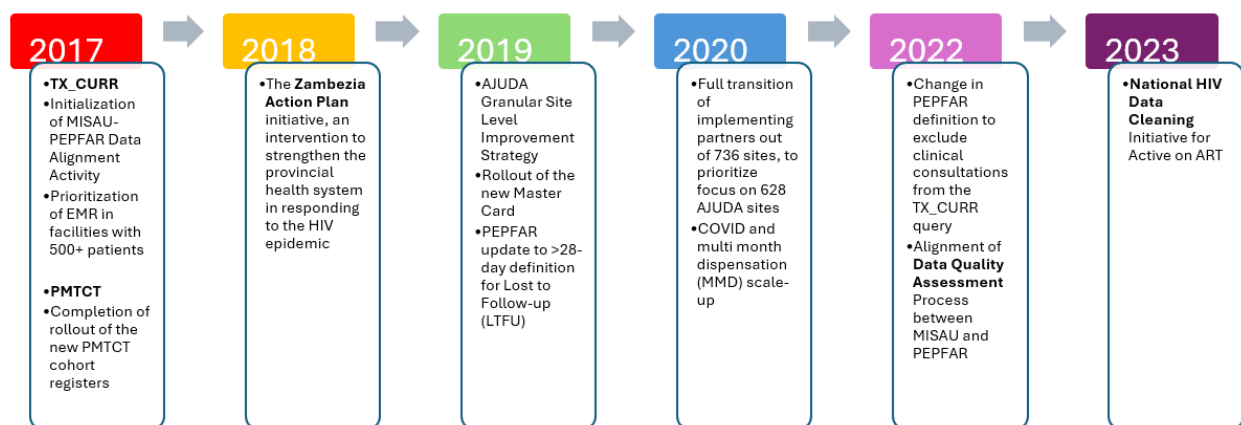 2017
•TX_CURR
•Initialization
of MISAU-
PEPFAR Data
Alignment
Activity
•Prioritization
of EMR in
facilities with
500+ patients
•PMTCT
•Completion of
rollout of the
new PMTCT
cohort
registers
2018
•The Zambezia
Action Plan
initiative, an
intervention to
strengthen the
provincial
health system
in responding
to the HIV
epidemic
2019
•AJUDA
Granular Site
Level
Improvement
Strategy
•Rollout of the
new Master
Card
•PEPFAR
update to >28-
day definition
for Lost to
Follow-up
(LTFU)
2020
•Full transition
of
implementing
partners out
of 736 sites, to
prioritize
focus on 628
AJUDA sites
•COVID and
multi month
dispensation
(MMD) scale-
up
2022
•Change in
PEPFAR
definition to
exclude
clinical
consultations
from the
TX_CURR
query
•Alignment of
Data Quality
Assessment
Process
between
MISAU and
PEPFAR
2023
•National HIV
Data
Cleaning
Initiative for
Active on ART